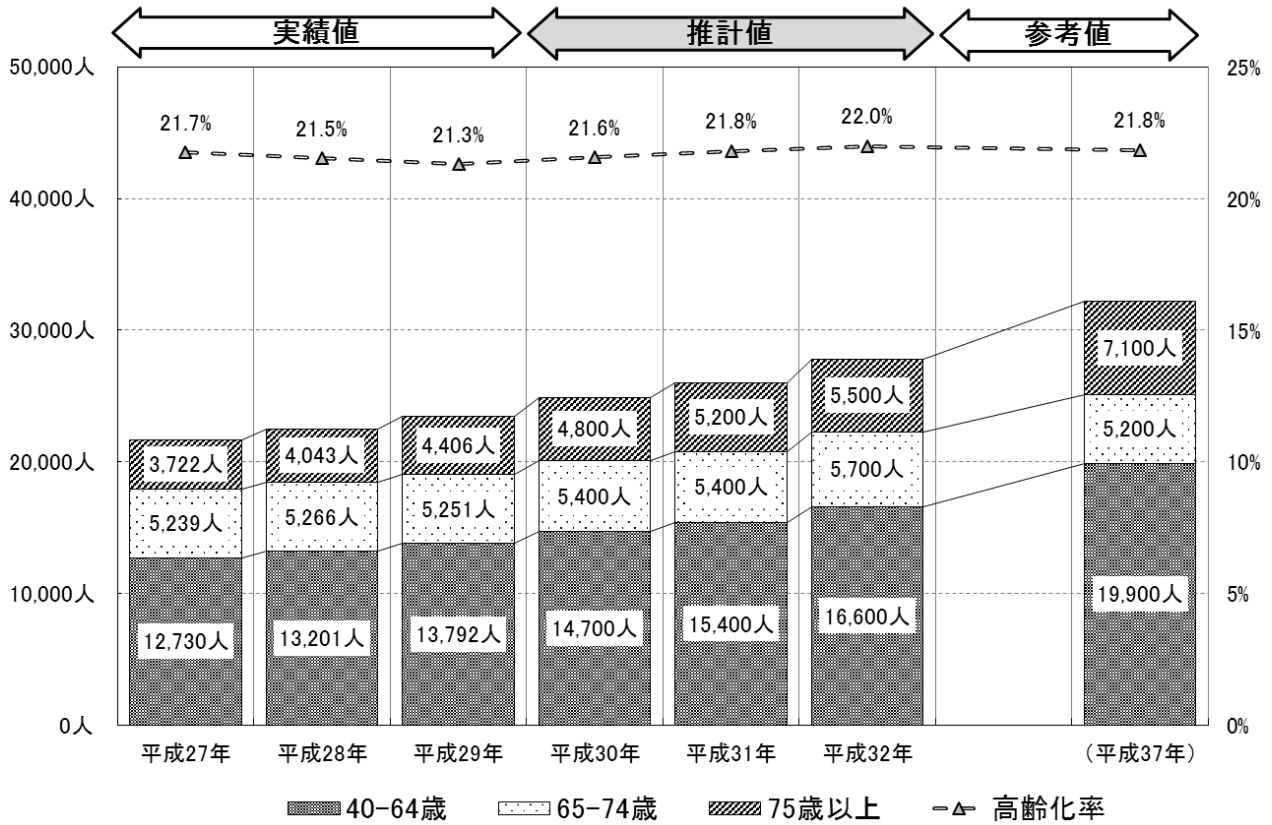 実績値 推計値 参考値
50,000人 25%
21.7% 21.5% 21.3% 21.6% 21.8% 22.0% 21.8%
40,000人 20%
30,000人 15%
7,100人
5,500人
5,200人
4,800人
4,406人
4,043人
3,722人
20,000人 10%
5,200人
5,700人
5,400人
5,400人
5,251人
5,266人
5,239人
10,000人 5%
19,900人
16,600人
15,400人
14,700人
13,792人
13,201人
12,730人
0人 0%
平成27年 平成28年 平成29年 平成30年 平成31年 平成32年 (平成37年)
40-64歳 65-74歳 75歳以上 高齢化率